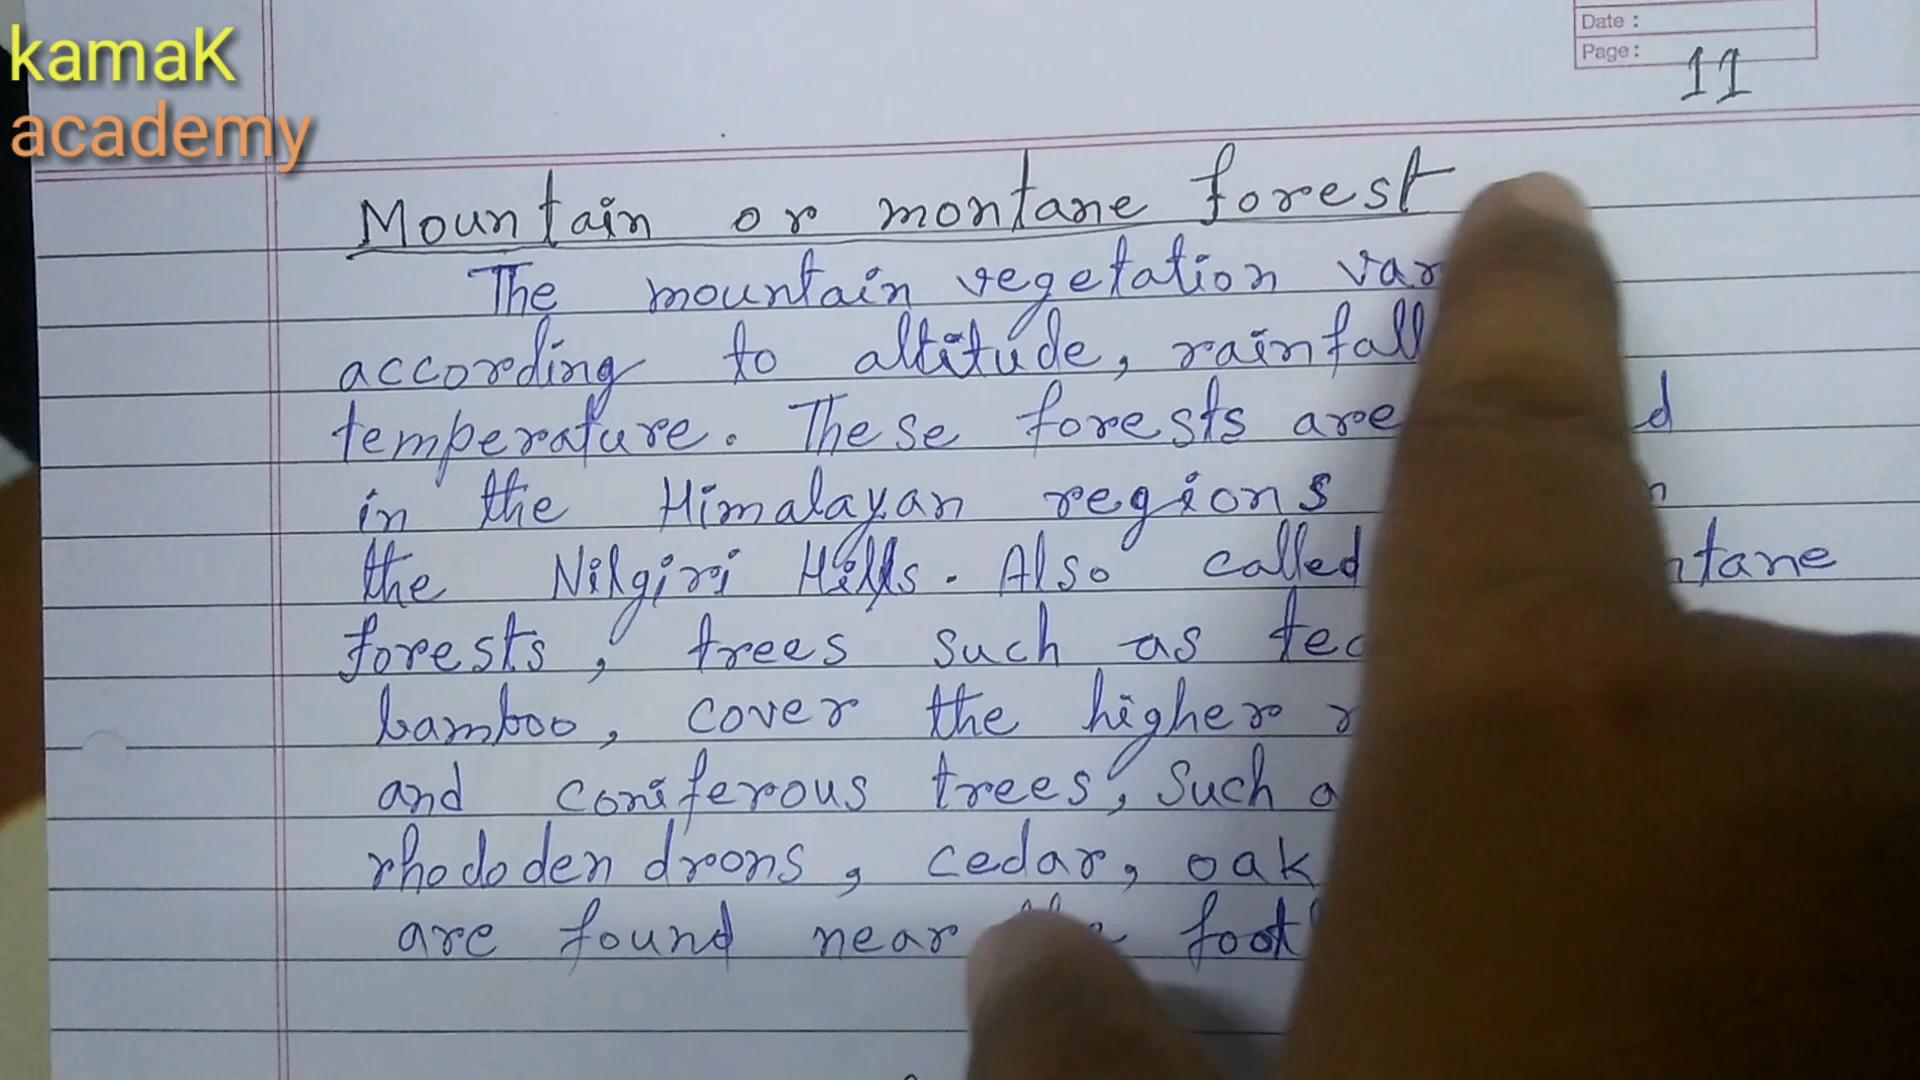 kamaK
academy
Date :
Page : 11
Mountain or montane forest
The mountain vegetation
according to altitude, rainfall
temperature. These forests are
in the Himalayan regions
the Nilgiri Hills. Also called
forests, trees such as
bamboo, cover the higher
and coniferous trees, Such
rhododendrons, cedar, oak
are found near